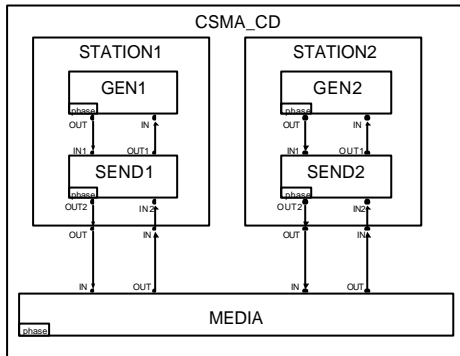 CSMA_CD
STATION1 STATION2
GEN1 GEN2
phase phase
OUT IN OUT IN
IN1 OUT1 IN1 OUT1
SEND1 SEND2
phase phase
OUT2 IN2 OUT2 IN2
OUT IN OUT IN
IN OUT IN OUT
MEDIA
phase